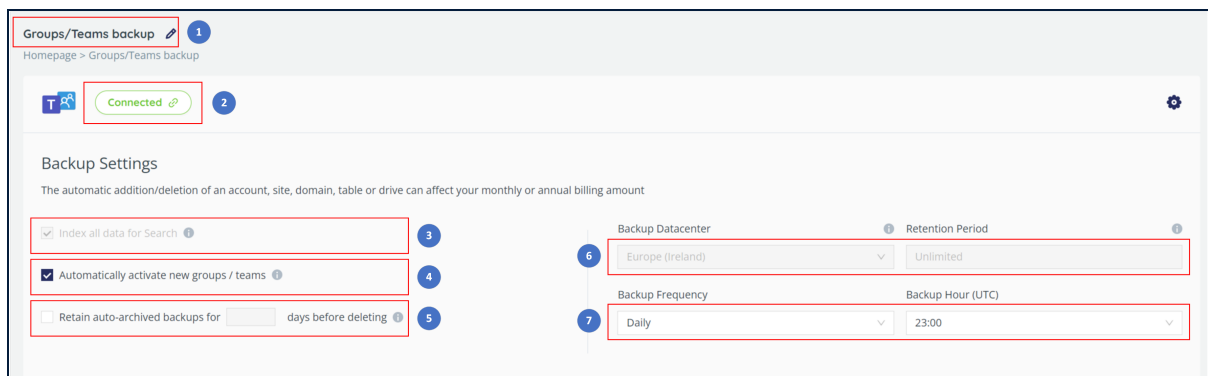 Groups/Teams backup 1
Homepage > Groups/Teams backup
T Connected 2
Backup Settings
The automatic addition/deletion of an account, site, domain, table or drive can affect your monthly or annual billing amount
Index all data for Search i 3
Automatically activate new groups / teams i 4
Retain auto-archived backups for days before deleting i 5
Backup Datacenter i Retention Period i
6 Europe (Ireland) Unlimited
Backup Frequency Backup Hour (UTC)
7 Daily 23:00